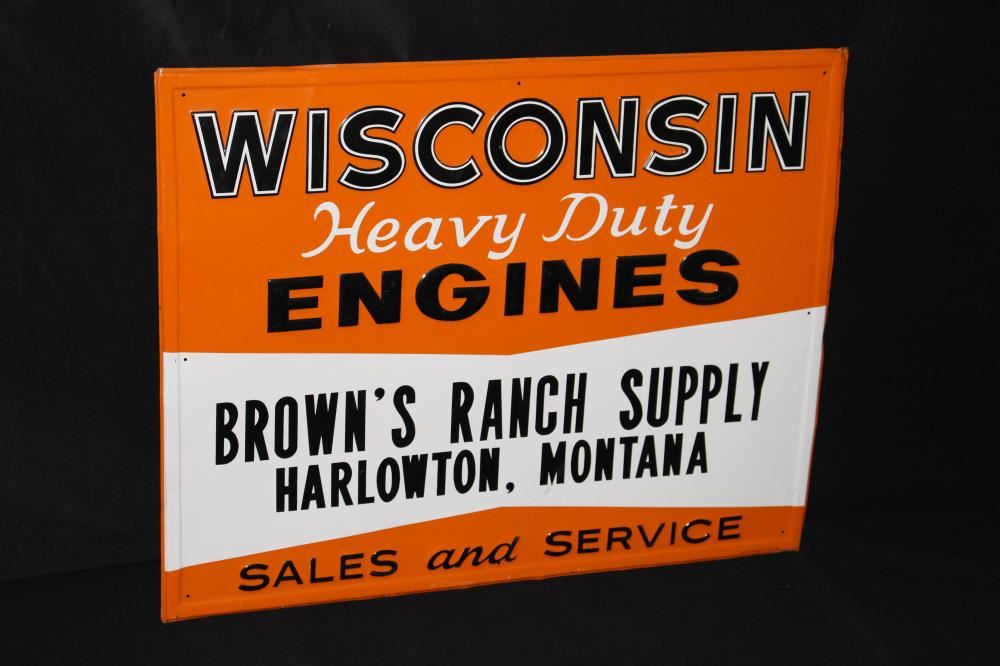 WISCONSIN
Heavy Duty
ENGINES
BROWN'S RANCH SUPPLY
HARLOWTON, MONTANA
SALES and SERVICE